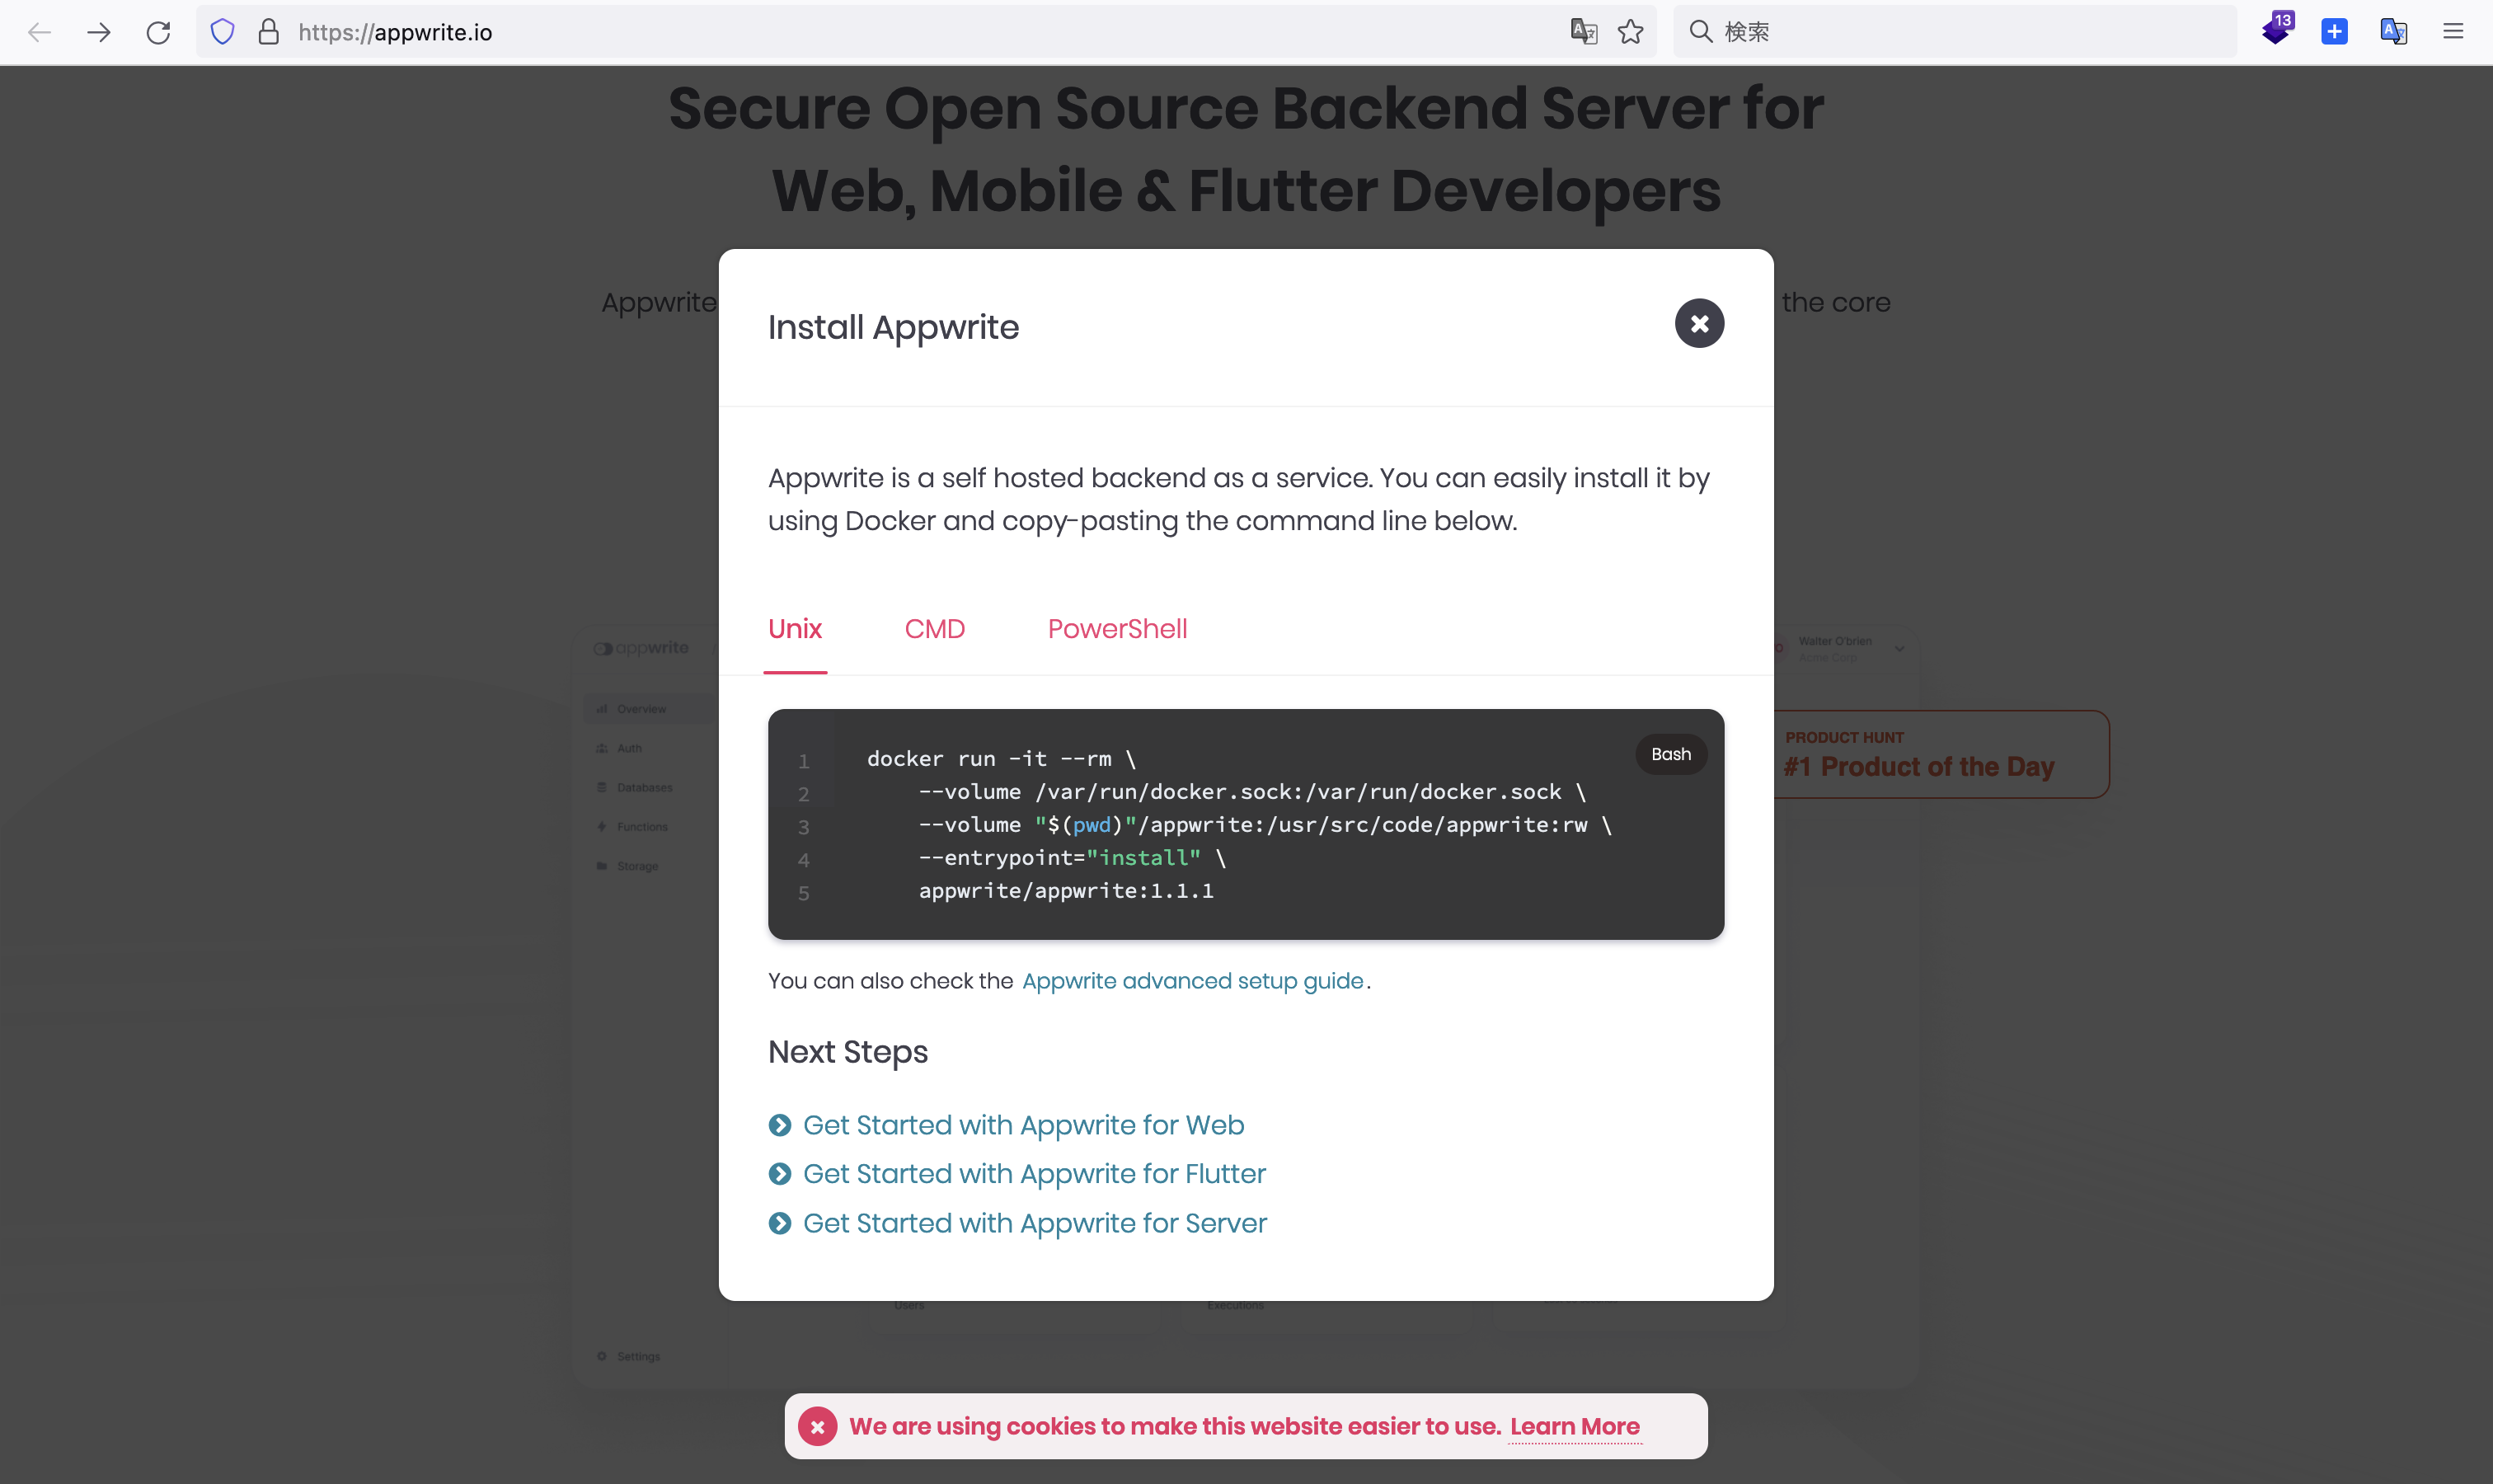 https://appwrite.io
検索
13
Secure Open Source Backend Server for
Web, Mobile & Flutter Developers
Appwrite
the core
Install Appwrite
Appwrite is a self hosted backend as a service. You can easily install it by
using Docker and copy-pasting the command line below.
Unix CMD PowerShell
Bash
1 docker run -it --rm \
2 --volume /var/run/docker.sock:/var/run/docker.sock \
3 --volume "$(pwd)"/appwrite:/usr/src/code/appwrite:rw \
4 --entrypoint="install" \
5 appwrite/appwrite:1.1.1
You can also check the Appwrite advanced setup guide.
Next Steps
Get Started with Appwrite for Web
Get Started with Appwrite for Flutter
Get Started with Appwrite for Server
appwrite
Overview
Auth
Databases
Functions
Storage
Settings
Walter O'brien
Acme Corp
PRODUCT HUNT
#1 Product of the Day
Users
Executions
We are using cookies to make this website easier to use. Learn More